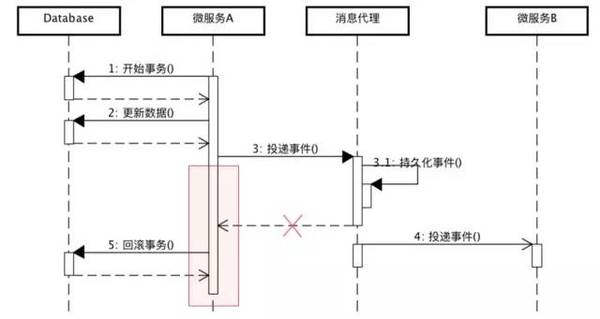 Database
微服务A
消息代理
微服务B
1: 开始事务()
2: 更新数据()
3: 投递事件()
3.1: 持久化事件()
4: 投递事件()
5: 回滚事务()